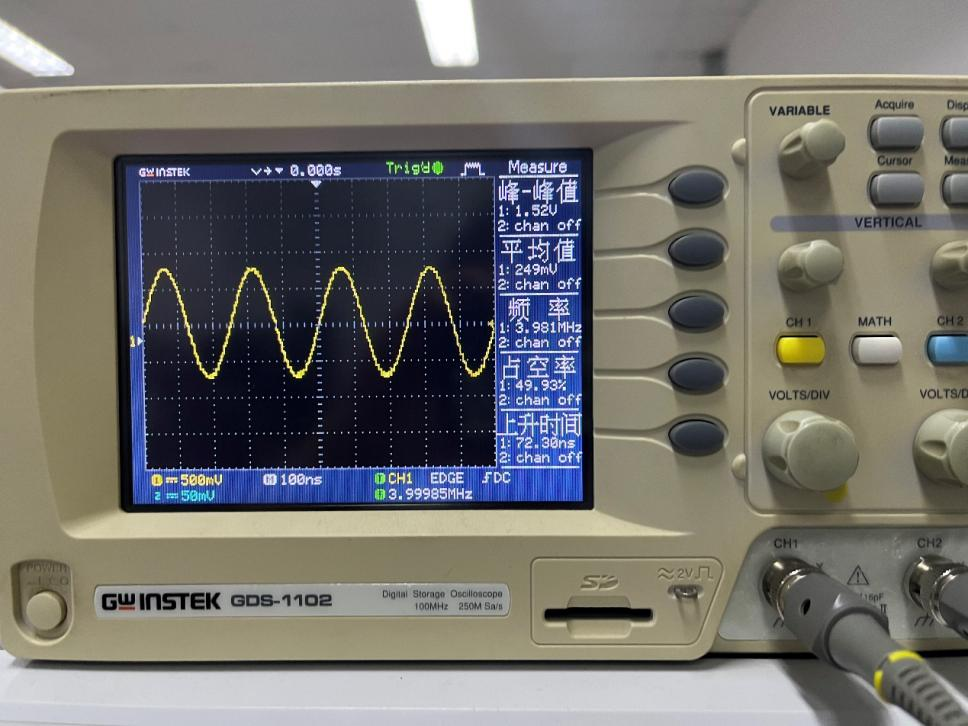 VARIABLE
Acquire
Cursor
VERTICAL
CH 1
MATH
CH 2
VOLTS/DIV
GW INSTEK
0.000s
Trig'd
Measure
峰-峰值
1: 1.52V
2: chan off
平均值
1: 249mV
2: chan off
频 率
1: 3.981MHz
2: chan off
占空率
1: 49.93%
2: chan off
上升时间
1: 72.30ns
2: chan off
1
1 500mV
M 100ns
CH1 EDGE DC
2 50mV
3.99985MHz
POWER
GW INSTEK GDS-1102
Digital Storage Oscilloscope
100MHz 250M Sa/s
SD
≈2V
CH1
CH2